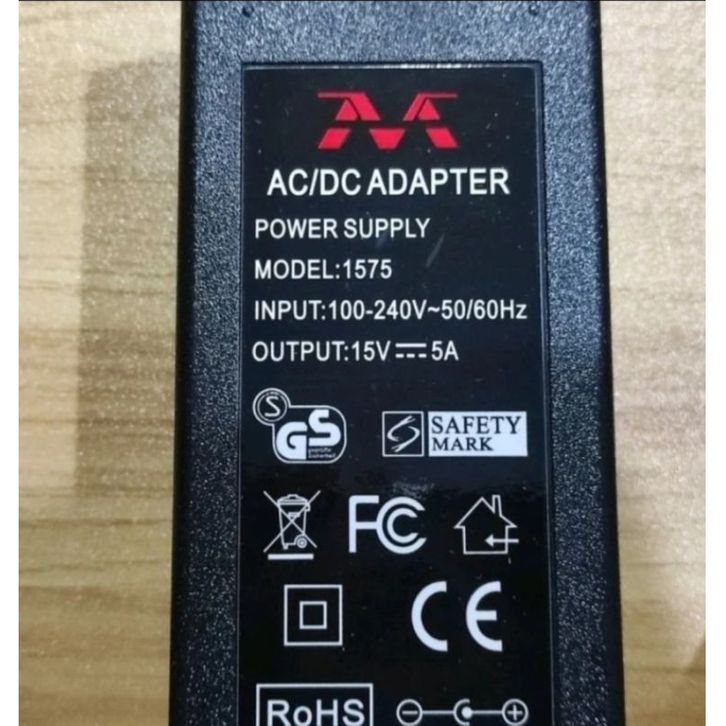 AC/DC ADAPTER
POWER SUPPLY
MODEL:1575
INPUT:100-240V~50/60Hz
OUTPUT:15V⎓5A
S
GS
S SAFETY
MARK
FC
CE
RoHS